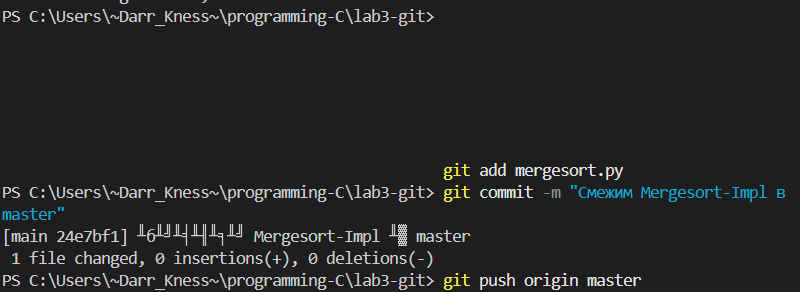 PS C:\Users\~Darr_Kness~\programming-C\lab3-git>
git add mergesort.py
PS C:\Users\~Darr_Kness~\programming-C\lab3-git> git commit -m "Смежим Mergesort-Impl в
master"
[main 24e7bf1] Mergesort-Impl master
1 file changed, 0 insertions(+), 0 deletions(-)
PS C:\Users\~Darr_Kness~\programming-C\lab3-git> git push origin master